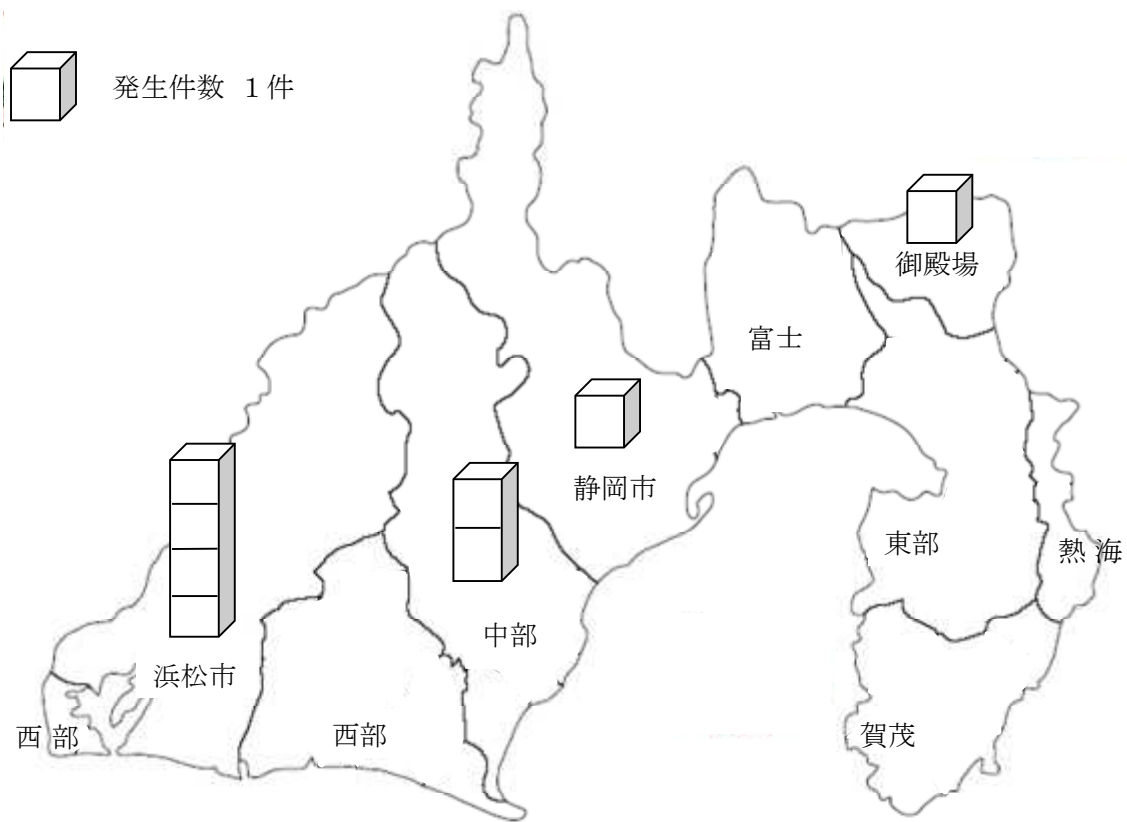 発生件数 １件
御殿場
富士
静岡市
東部
熱 海
中部
浜松市
西 部
西部
賀茂